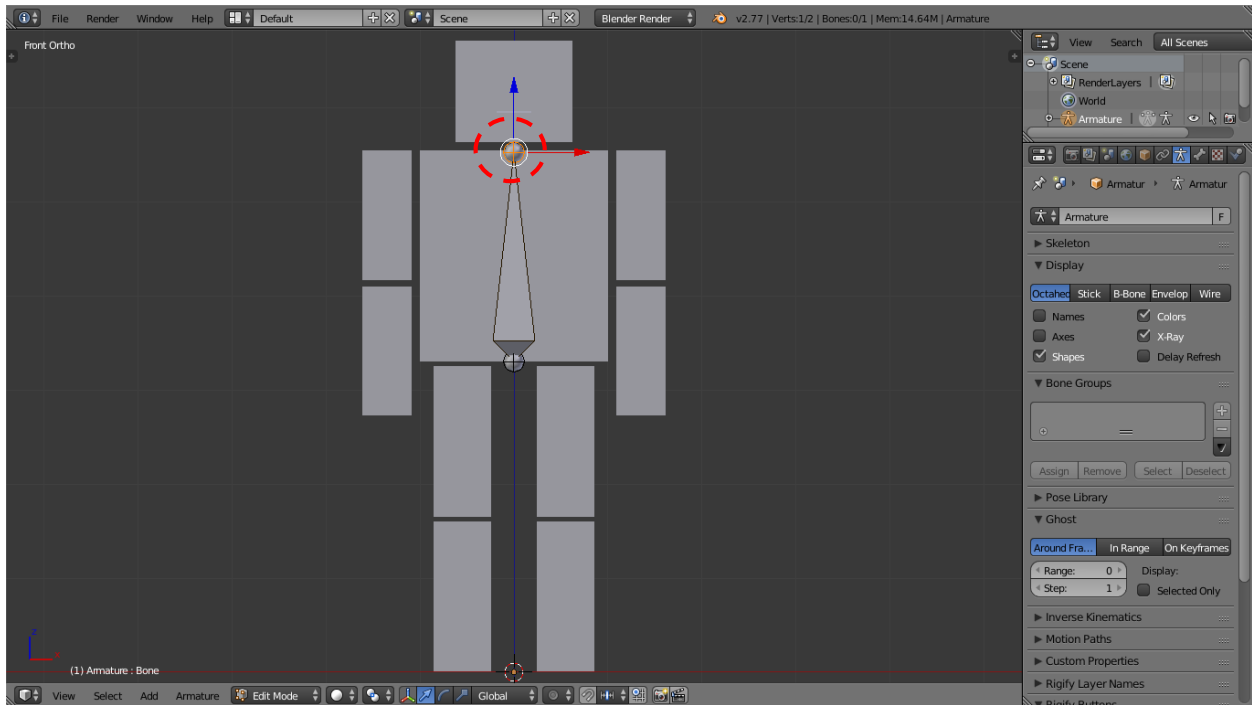 File Render Window Help Default Scene Blender Render v2.77 | Verts:1/2 | Bones:0/1 | Mem:14.64M | Armature
Front Ortho
View Search All Scenes
Scene
RenderLayers |
World
Armature |
Armatur Armatur
Armature F
Skeleton
Display
Octahed Stick B-Bone Envelop Wire
Names Colors
Axes X-Ray
Shapes Delay Refresh
Bone Groups
Assign Remove Select Deselect
Pose Library
Ghost
Around Fra... In Range On Keyframes
Range: 0 Display:
Step: 1 Selected Only
Inverse Kinematics
Motion Paths
Custom Properties
Rigify Layer Names
Rigify Buttons
z
x
(1) Armature : Bone
View Select Add Armature Edit Mode Global